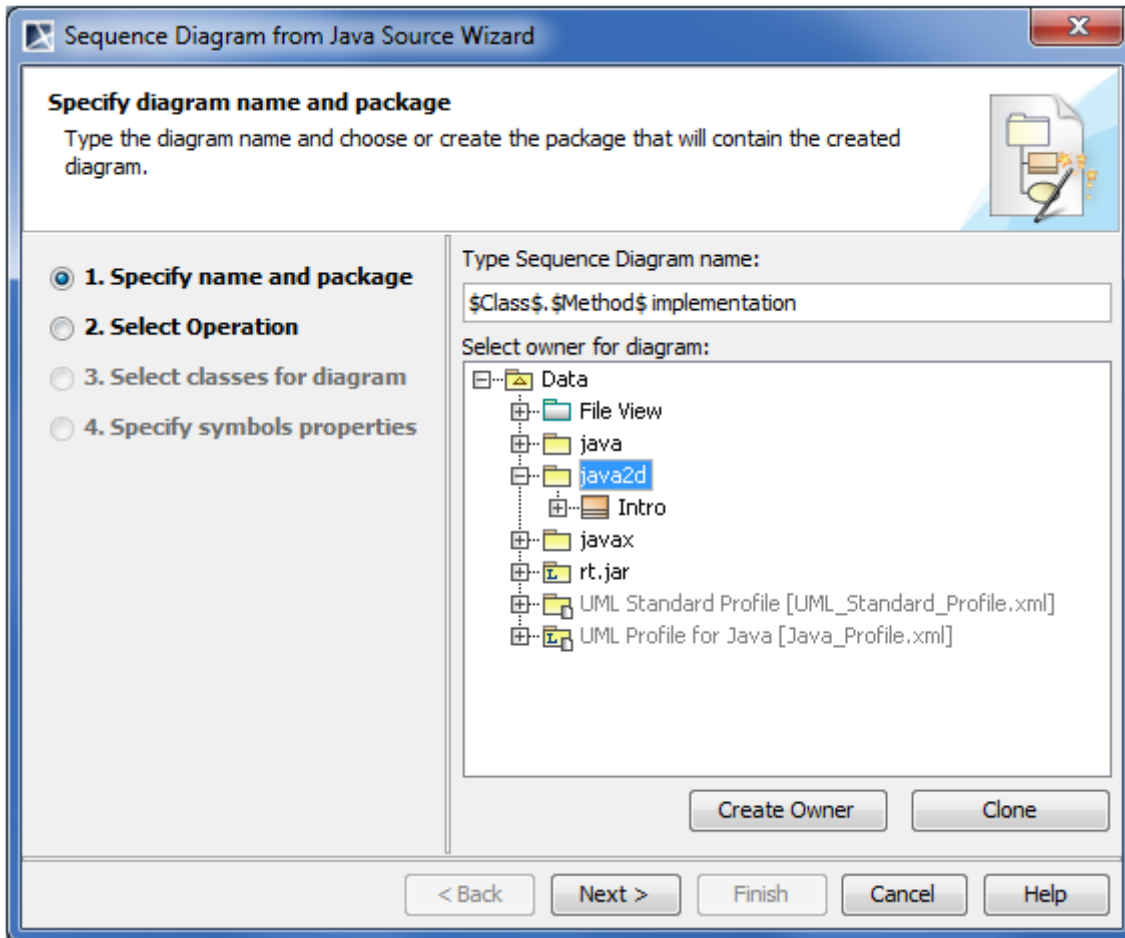 Sequence Diagram from Java Source Wizard
Specify diagram name and package
Type the diagram name and choose or create the package that will contain the created
diagram.
1. Specify name and package
2. Select Operation
3. Select classes for diagram
4. Specify symbols properties
Type Sequence Diagram name:
$Class$.$Method$ implementation
Select owner for diagram:
Data
File View
java
java2d
Intro
javax
rt.jar
UML Standard Profile [UML_Standard_Profile.xml]
UML Profile for Java [Java_Profile.xml]
Create Owner
Clone
< Back
Next >
Finish
Cancel
Help